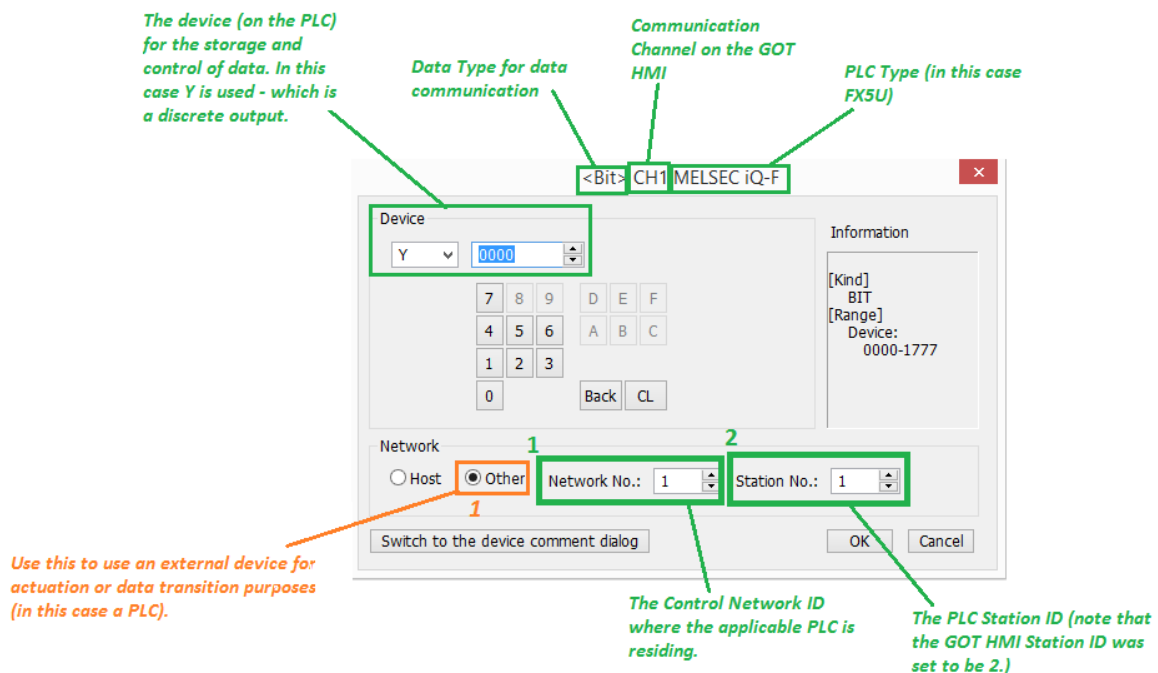 The device (on the PLC)
for the storage and
control of data. In this
case Y is used - which is
a discrete output.
Data Type for data
communication
Communication
Channel on the GOT
HMI
PLC Type (in this case
FX5U)
<Bit> CH1 MELSEC iQ-F
Device
Y 0000
7 8 9 D E F
4 5 6 A B C
1 2 3
0 Back CL
Information
[Kind]
BIT
[Range]
Device:
0000-1777
Network
1
2
Host Other Network No.: 1 Station No.: 1
1
Switch to the device comment dialog OK Cancel
Use this to use an external device for
actuation or data transition purposes
(in this case a PLC).
The Control Network ID
where the applicable PLC is
residing.
The PLC Station ID (note that
the GOT HMI Station ID was
set to be 2.)